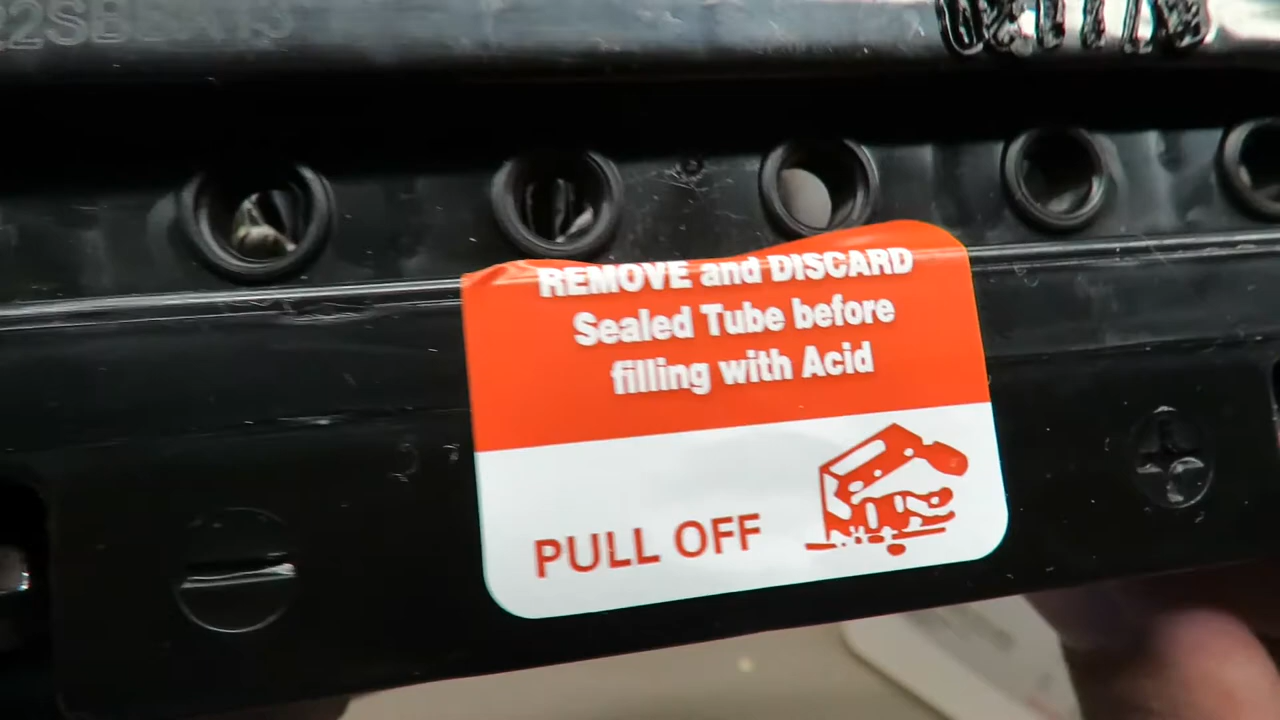 REMOVE and DISCARD
Sealed Tube before
filling with Acid
PULL OFF